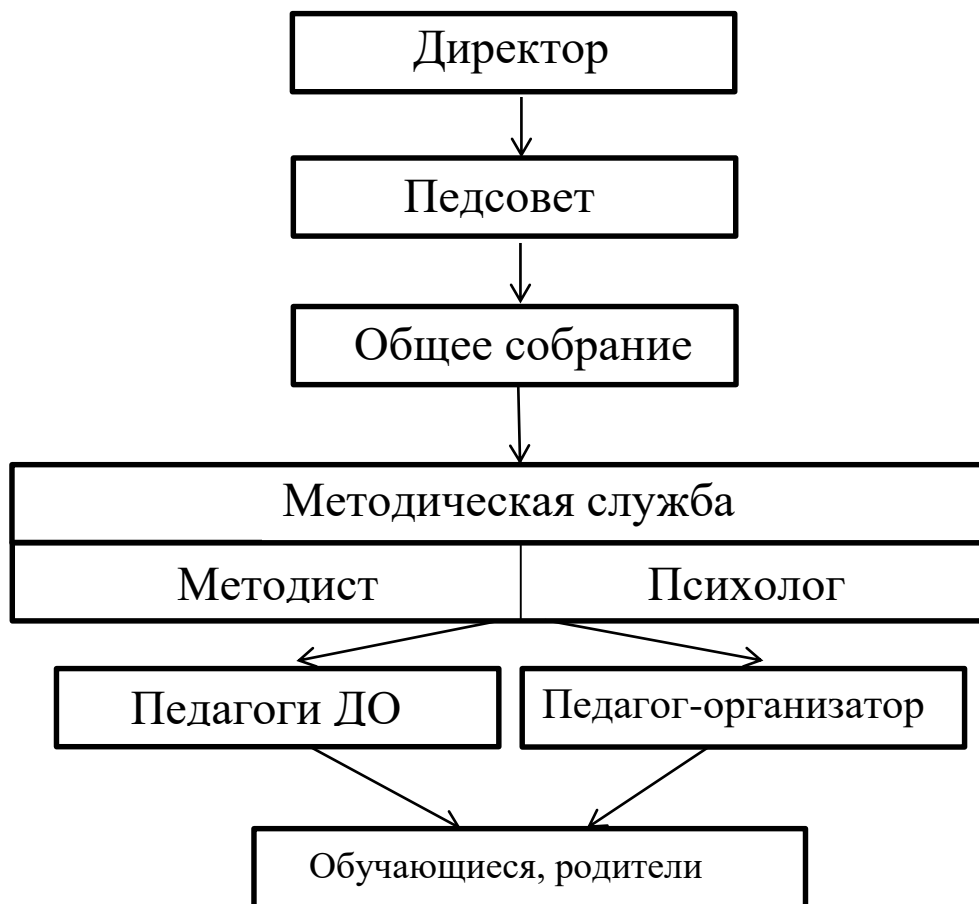 Директор
Педсовет
Общее собрание
Методическая служба
Методист
Психолог
Педагоги ДО
Педагог-организатор
Обучающиеся, родители